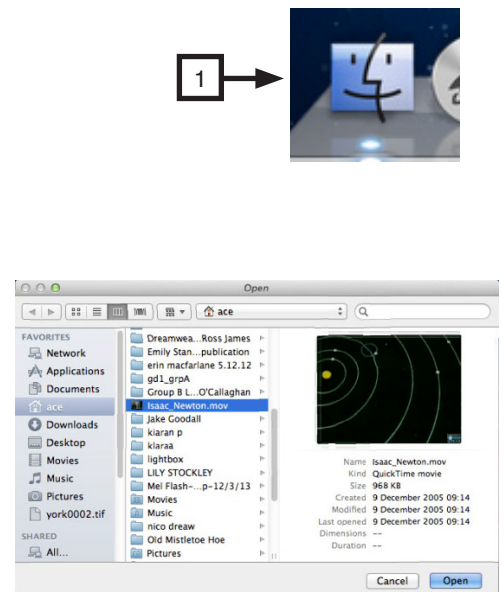 1
Open
ace
FAVORITES
Network
Applications
Documents
ace
Downloads
Desktop
Movies
Music
Pictures
york0002.tif
SHARED
All...
Dreamwea...Ross James
Emily Stan...publication
erin macfarlane 5.12.12
gd1_grpA
Group B L...O'Callaghan
Isaac_Newton.mov
Jake Goodall
kiaran p
klaraa
lightbox
LILY STOCKLEY
Mel Flash-...p-12/3/13
Movies
Music
nico dreaw
Old Mistletoe Hoe
Pictures
Name Isaac_Newton.mov
Kind QuickTime movie
Size 968 KB
Created 9 December 2005 09:14
Modified 9 December 2005 09:14
Last opened 9 December 2005 09:14
Dimensions --
Duration --
Cancel Open